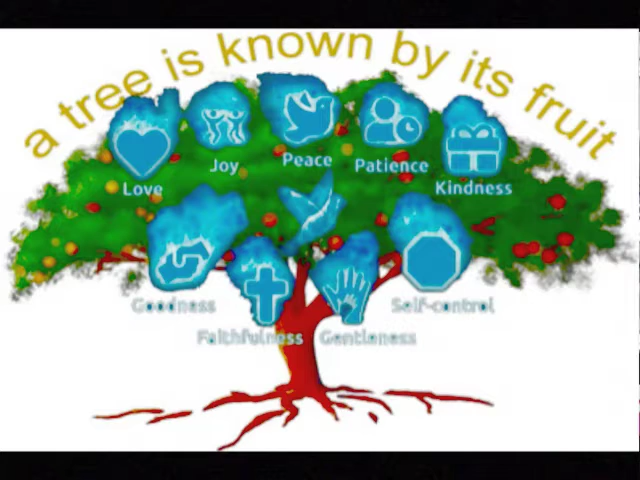 a tree is known by its fruit
Love
Joy
Peace
Patience
Kindness
Goodness
Faithfulness
Gentleness
Self-control